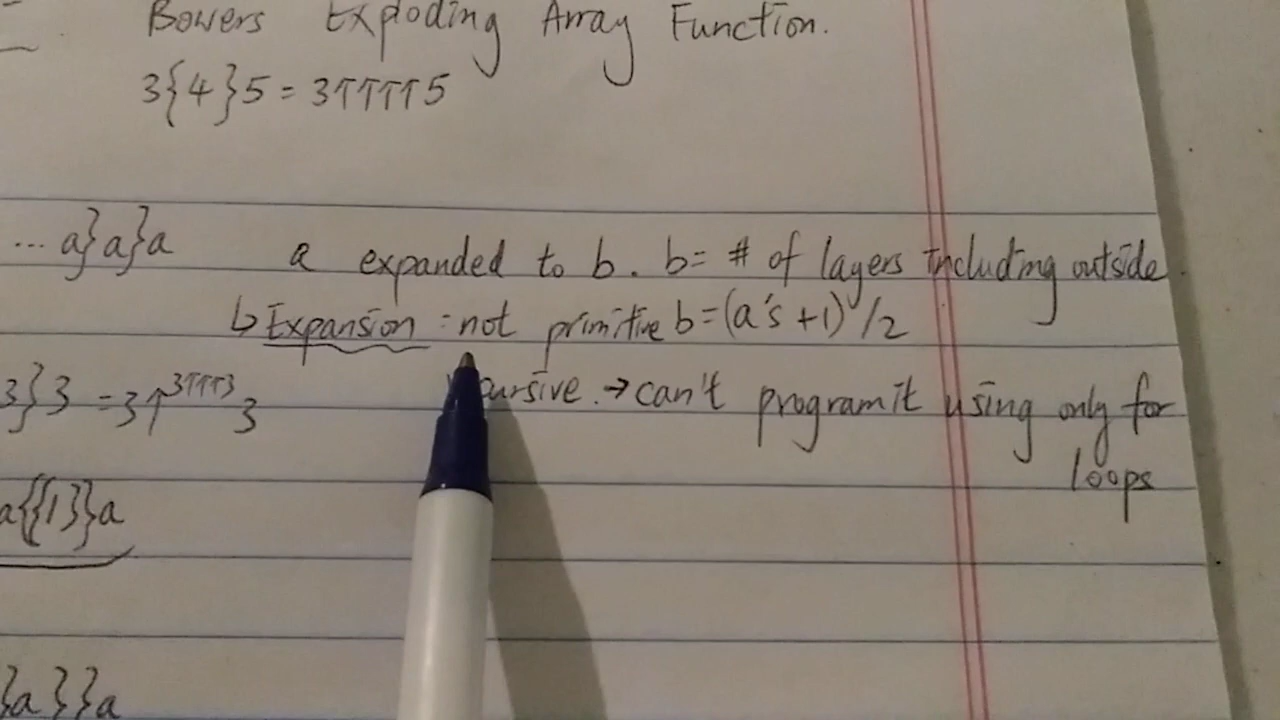 Bowers Exploding Array Function.
3{4}5 = 3↑↑↑↑5
... a}a}a a expanded to b. b = # of layers including outside.
↳ Expansion : not primitive b = (a's +1)/2
3}3 = 3↑^3↑↑↑3 3 cursive. → can't program it using only for
loops
a{{1}}a
}a}}a